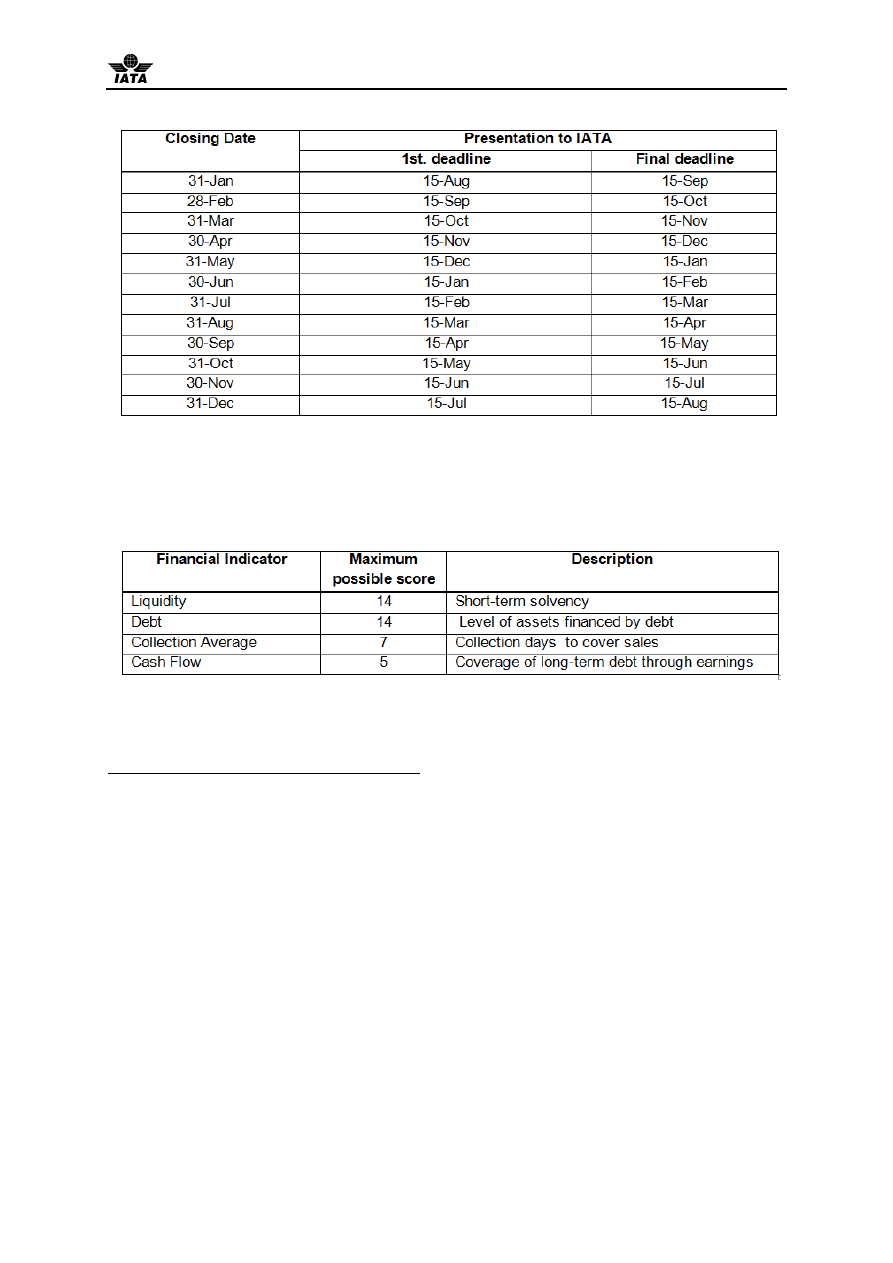 IATA
Closing Date Presentation to IATA
1st. deadline Final deadline
31-Jan 15-Aug 15-Sep
28-Feb 15-Sep 15-Oct
31-Mar 15-Oct 15-Nov
30-Apr 15-Nov 15-Dec
31-May 15-Dec 15-Jan
30-Jun 15-Jan 15-Feb
31-Jul 15-Feb 15-Mar
31-Aug 15-Mar 15-Apr
30-Sep 15-Apr 15-May
31-Oct 15-May 15-Jun
30-Nov 15-Jun 15-Jul
31-Dec 15-Jul 15-Aug
Financial Indicator Maximum Description
possible score
Liquidity 14 Short-term solvency
Debt 14 Level of assets financed by debt
Collection Average 7 Collection days to cover sales
Cash Flow 5 Coverage of long-term debt through earnings